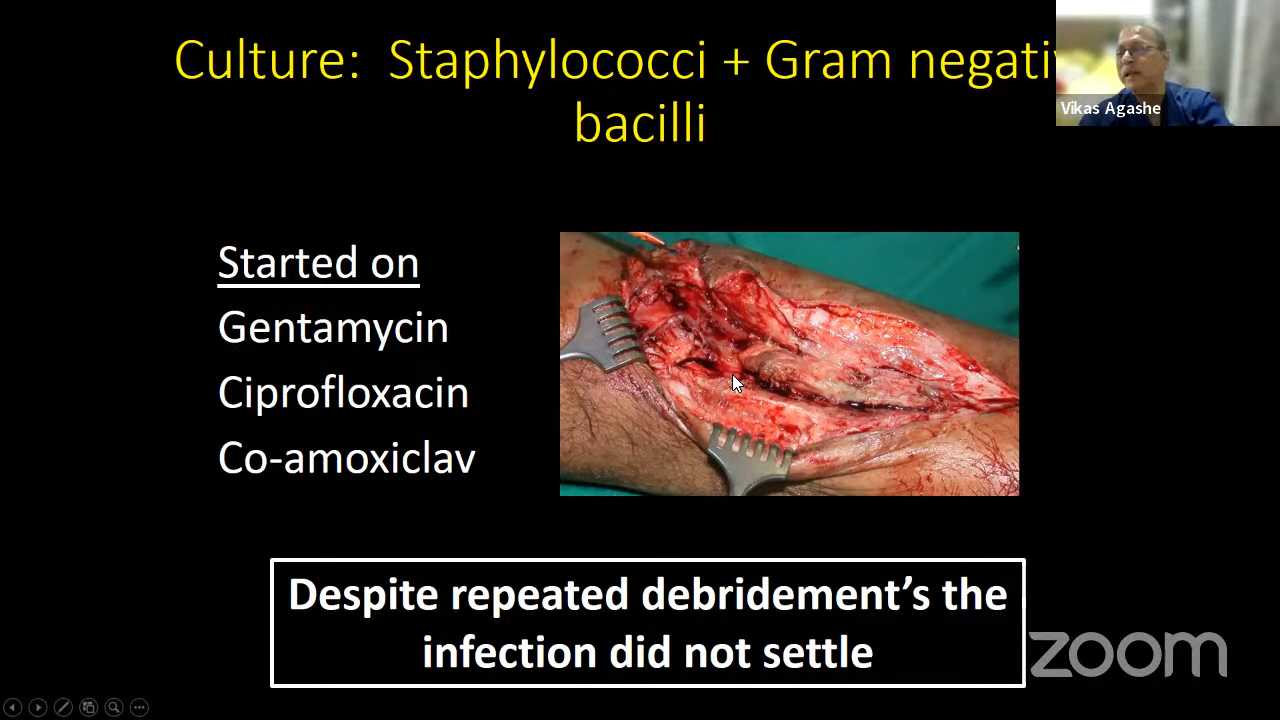 Culture: Staphylococci + Gram
bacilli
Vikas Agashe
Started on
Gentamycin
Ciprofloxacin
Co-amoxiclav
Despite repeated debridement’s the
infection did not settle
zoom